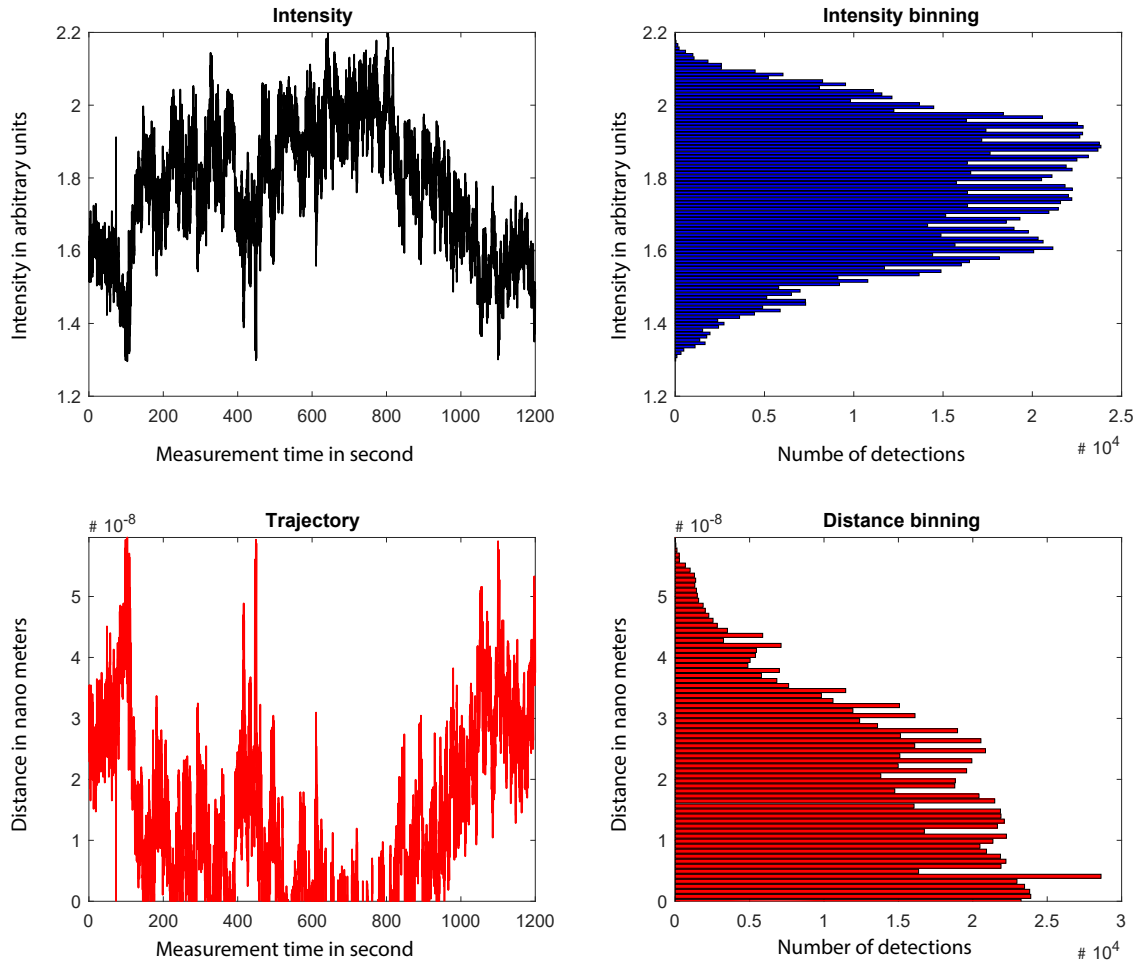 Intensity
Intensity in arbitrary units
2.2
2
1.8
1.6
1.4
1.2
0 200 400 600 800 1000 1200
Measurement time in second
Intensity binning
Intensity in arbitrary units
2.2
2
1.8
1.6
1.4
1.2
0 0.5 1 1.5 2 2.5
# 10^4
Numbe of detections
# 10^-8
Trajectory
Distance in nano meters
5
4
3
2
1
0
0 200 400 600 800 1000 1200
Measurement time in second
# 10^-8
Distance binning
Distance in nano meters
5
4
3
2
1
0
0 0.5 1 1.5 2 2.5 3
# 10^4
Number of detections